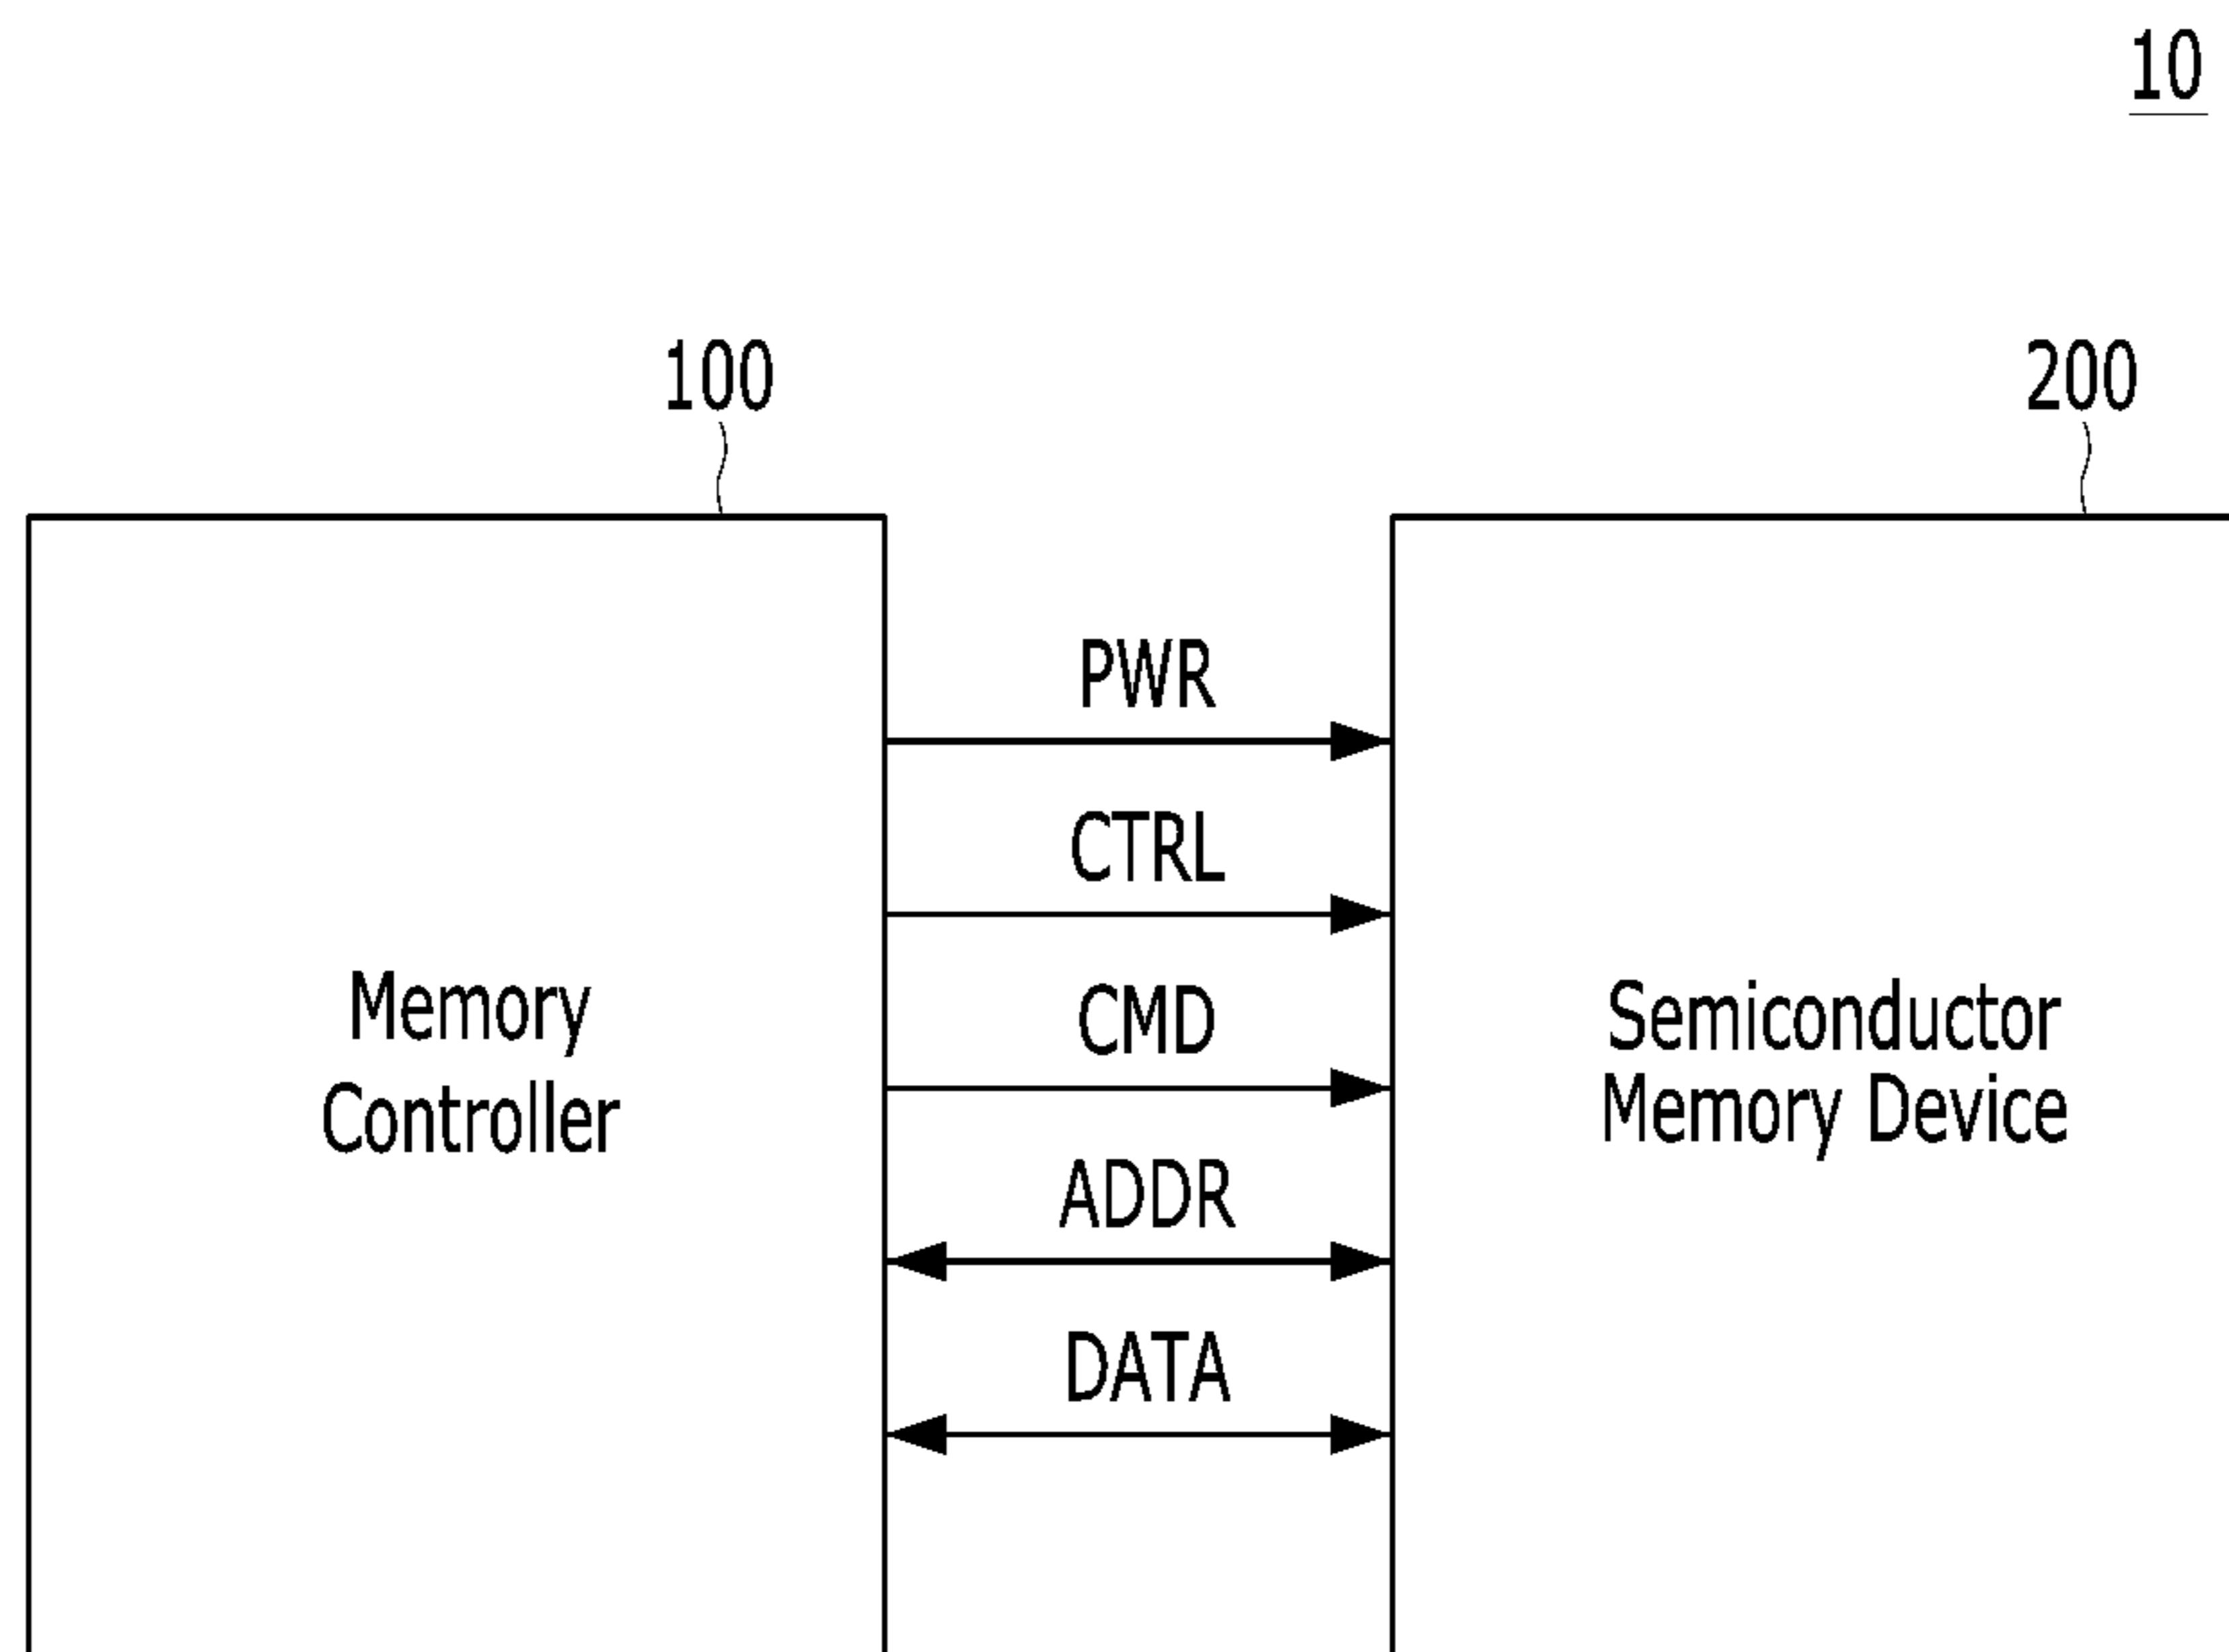 10
100
200
PWR
CTRL
CMD
ADDR
DATA
Memory
Controller
Semiconductor
Memory Device